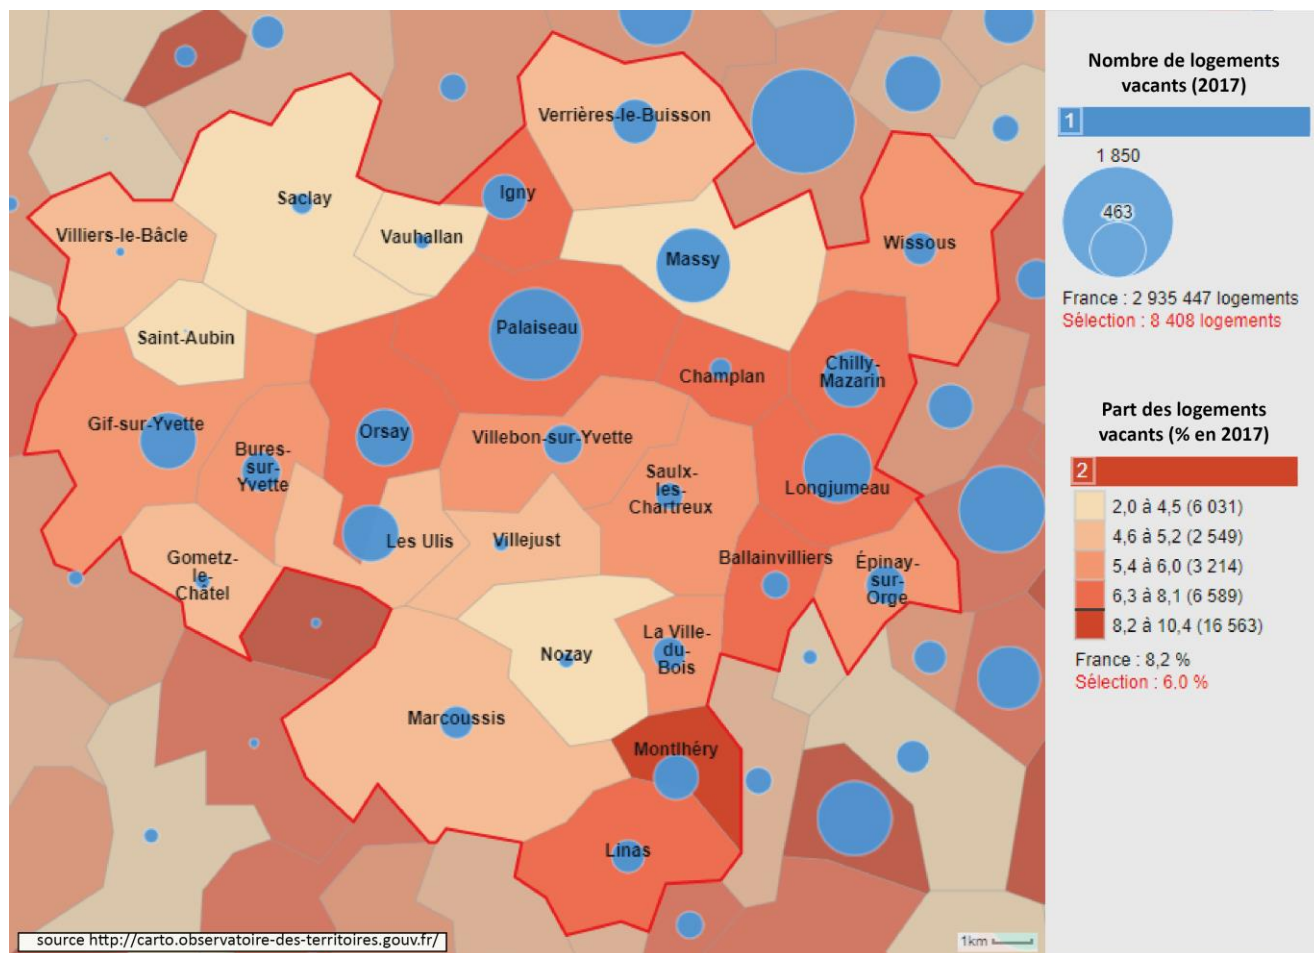 Verrières-le-Buisson
Igny
Saclay
Vauhallan
Villiers-le-Bâcle
Wissous
Massy
Saint-Aubin
Palaiseau
Champlan
Chilly-
Mazarin
Gif-sur-Yvette
Bures-
sur-
Yvette
Orsay
Villebon-sur-Yvette
Saulx-
les-
Chartreux
Longjumeau
Les Ulis
Villejust
Gometz-
le-
Châtel
Ballainvilliers
Épinay-
sur-
Orge
La Ville-
du-
Bois
Nozay
Marcoussis
Montlhéry
Linas
source http://carto.observatoire-des-territoires.gouv.fr/
1km
Nombre de logements
vacants (2017)
1
1 850
463
France : 2 935 447 logements
Sélection : 8 408 logements
Part des logements
vacants (% en 2017)
2
2,0 à 4,5 (6 031)
4,6 à 5,2 (2 549)
5,4 à 6,0 (3 214)
6,3 à 8,1 (6 589)
8,2 à 10,4 (16 563)
France : 8,2 %
Sélection : 6,0 %